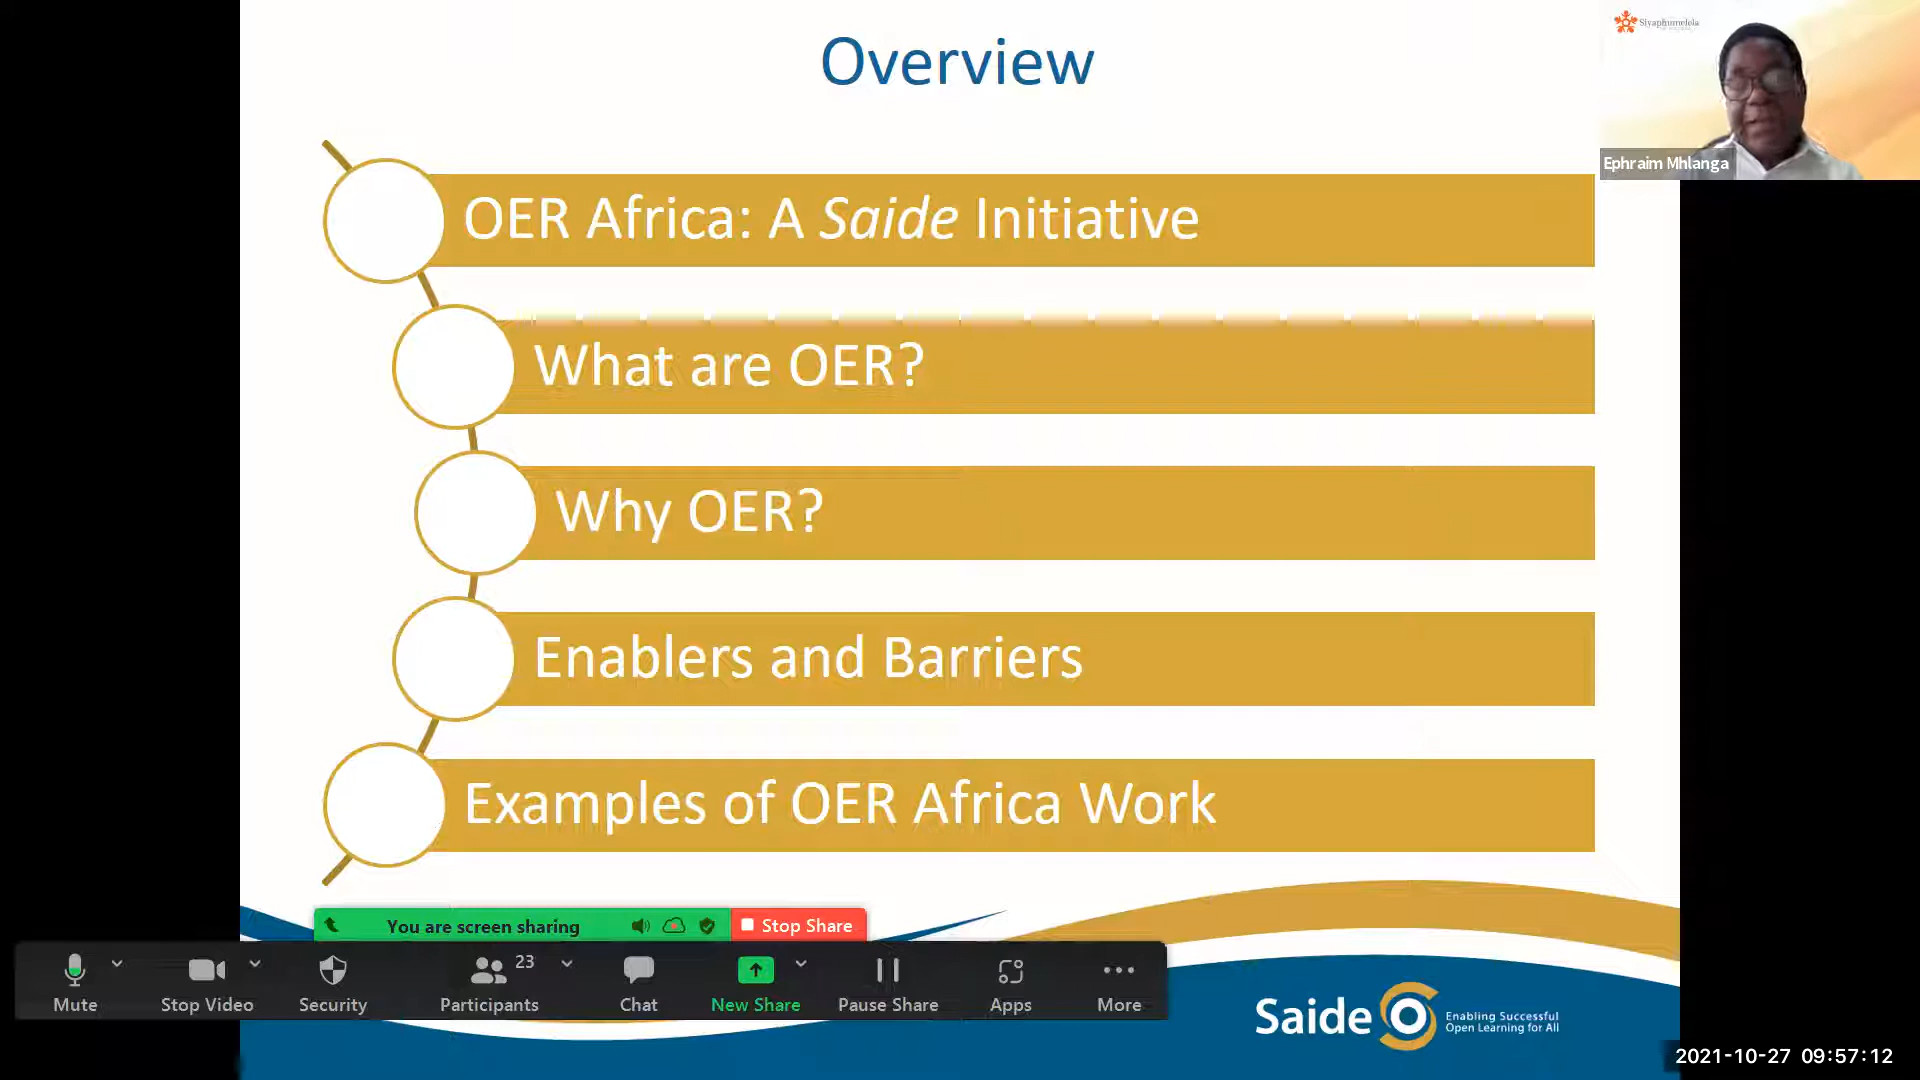 Overview
Siyaphumelela
Ephraim Mhlanga
OER Africa: A Saide Initiative
What are OER?
Why OER?
Enablers and Barriers
Examples of OER Africa Work
You are screen sharing
Stop Share
23
Mute
Stop Video
Security
Participants
Chat
New Share
Pause Share
Apps
More
Saide
Enabling Successful
Open Learning for All
2021-10-27 09:57:12